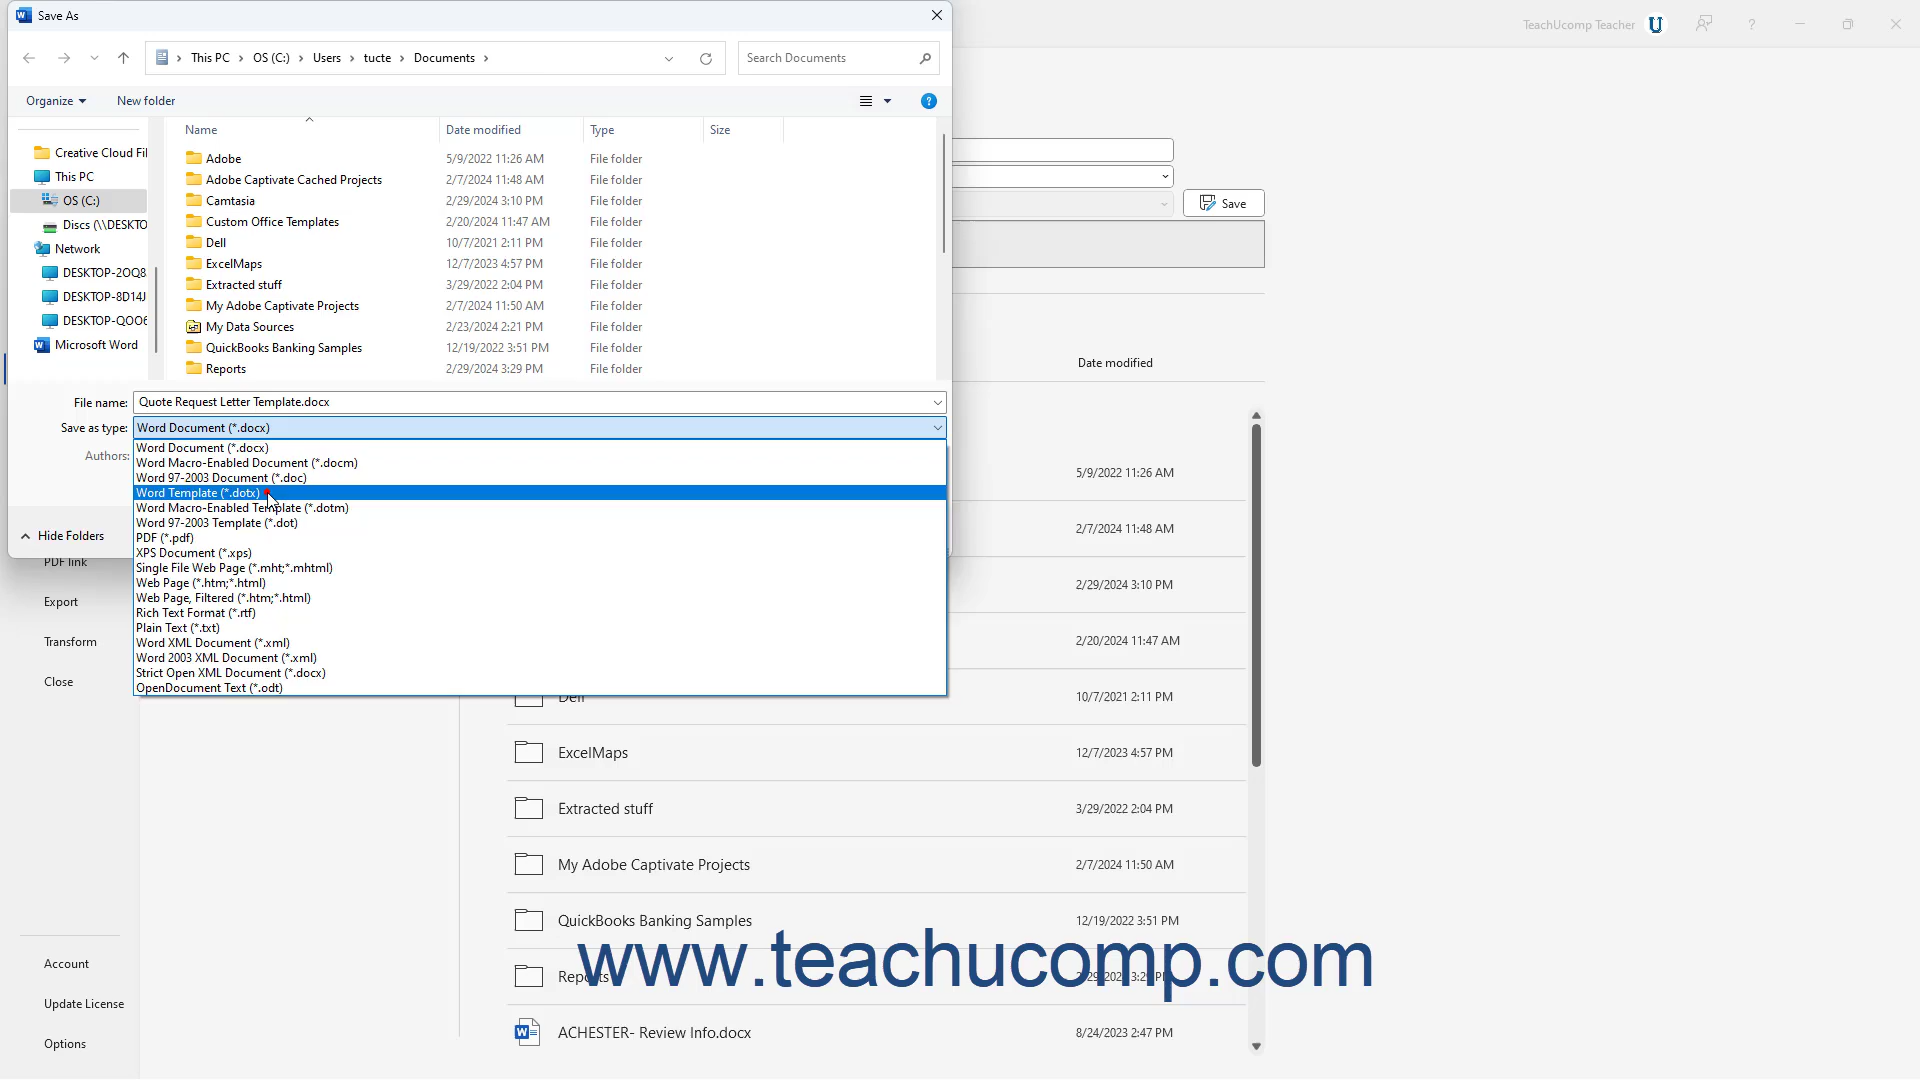 Save As
TeachUcomp Teacher
This PC > OS (C:) > Users > tucte > Documents >
Search Documents
Organize
New folder
Name
Date modified
Type
Size
Creative Cloud Fil
This PC
OS (C:)
Discs (\\DESKTO
Network
DESKTOP-2OQ8
DESKTOP-8D14J
DESKTOP-QOO6
Microsoft Word
Adobe 5/9/2022 11:26 AM File folder
Adobe Captivate Cached Projects 2/7/2024 11:48 AM File folder
Camtasia 2/29/2024 3:10 PM File folder
Custom Office Templates 2/20/2024 11:47 AM File folder
Dell 10/7/2021 2:11 PM File folder
ExcelMaps 12/7/2023 4:57 PM File folder
Extracted stuff 3/29/2022 2:04 PM File folder
My Adobe Captivate Projects 2/7/2024 11:50 AM File folder
My Data Sources 2/23/2024 2:21 PM File folder
QuickBooks Banking Samples 12/19/2022 3:51 PM File folder
Reports 2/29/2024 3:29 PM File folder
Save
File name: Quote Request Letter Template.docx
Save as type: Word Document (*.docx)
Authors:
Word Document (*.docx)
Word Macro-Enabled Document (*.docm)
Word 97-2003 Document (*.doc)
Word Template (*.dotx)
Word Macro-Enabled Template (*.dotm)
Word 97-2003 Template (*.dot)
PDF (*.pdf)
XPS Document (*.xps)
Single File Web Page (*.mht;*.mhtml)
Web Page (*.htm;*.html)
Web Page, Filtered (*.htm;*.html)
Rich Text Format (*.rtf)
Plain Text (*.txt)
Word XML Document (*.xml)
Word 2003 XML Document (*.xml)
Strict Open XML Document (*.docx)
OpenDocument Text (*.odt)
Hide Folders
PDF link
Export
Transform
Close
Account
Update License
Options
Date modified
5/9/2022 11:26 AM
2/7/2024 11:48 AM
2/29/2024 3:10 PM
2/20/2024 11:47 AM
Dell 10/7/2021 2:11 PM
ExcelMaps 12/7/2023 4:57 PM
Extracted stuff 3/29/2022 2:04 PM
My Adobe Captivate Projects 2/7/2024 11:50 AM
QuickBooks Banking Samples 12/19/2022 3:51 PM
Reports 2/29/2024 3:29 PM
www.teachucomp.com
ACHESTER- Review Info.docx 8/24/2023 2:47 PM